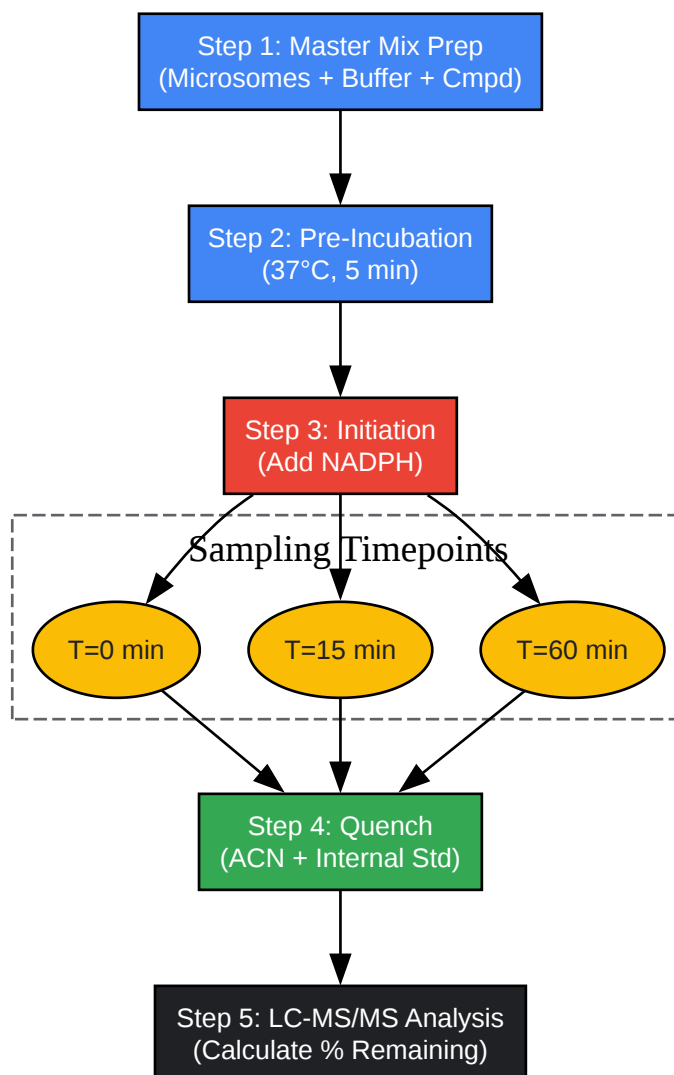 Step 1: Master Mix Prep
(Microsomes + Buffer + Cmpd)
Step 2: Pre-Incubation
(37°C, 5 min)
Step 3: Initiation
(Add NADPH)
Sampling Timepoints
T=0 min
T=15 min
T=60 min
Step 4: Quench
(ACN + Internal Std)
Step 5: LC-MS/MS Analysis
(Calculate % Remaining)